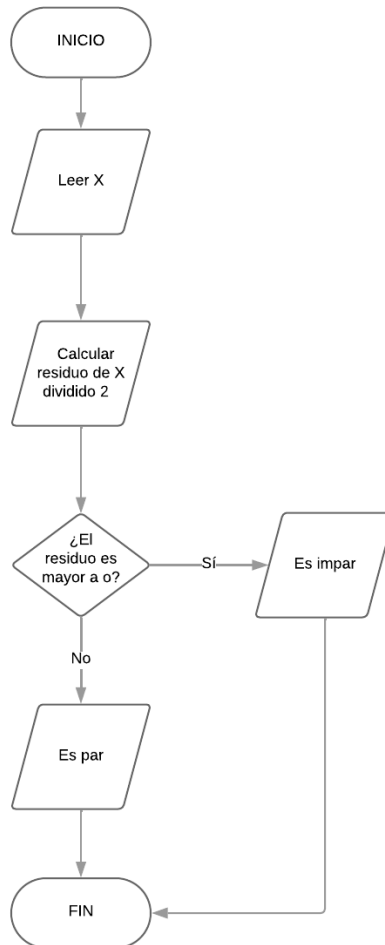 INICIO
Leer X
Calcular
residuo de X
dividido 2
¿El
residuo es
mayor a o?
Sí
Es impar
No
Es par
FIN